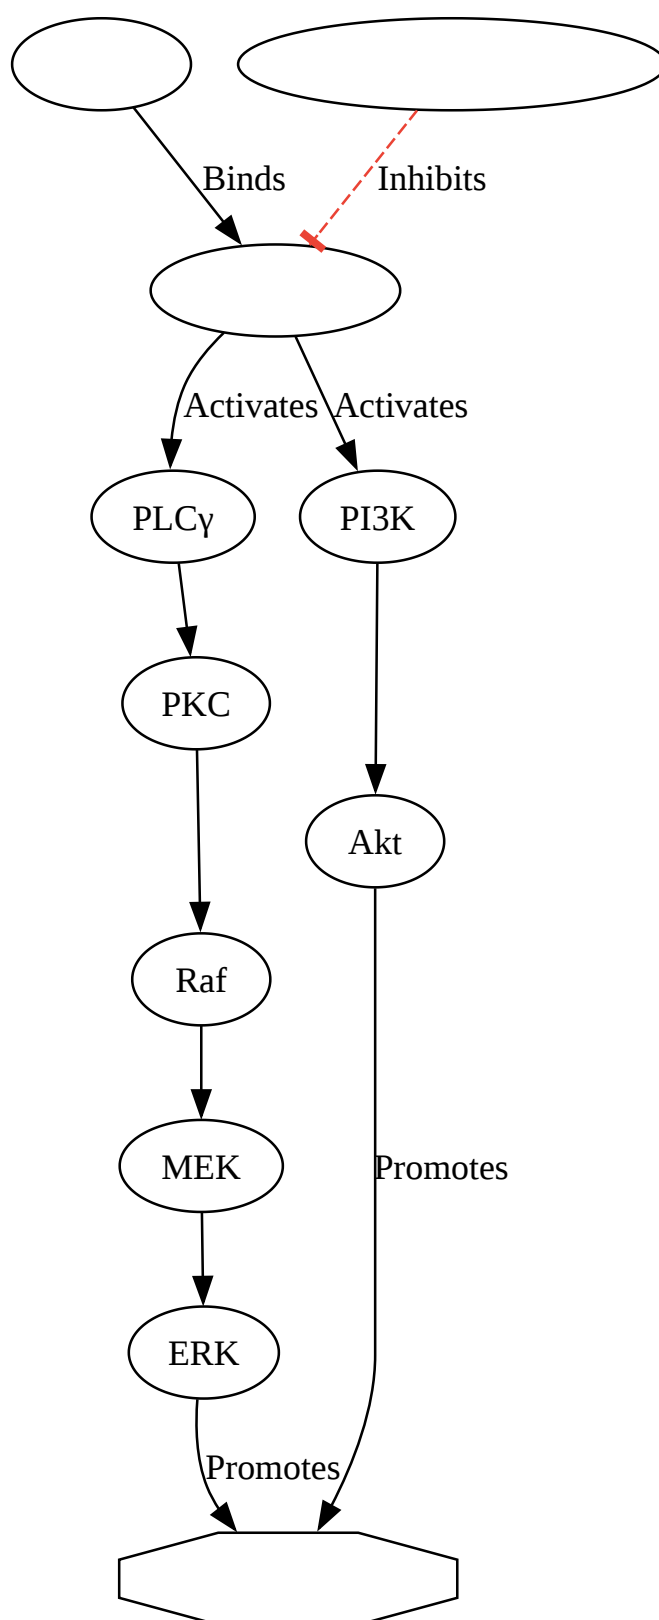 Binds
Inhibits
Activates
Activates
PLCγ
PI3K
PKC
Akt
Raf
MEK
Promotes
ERK
Promotes